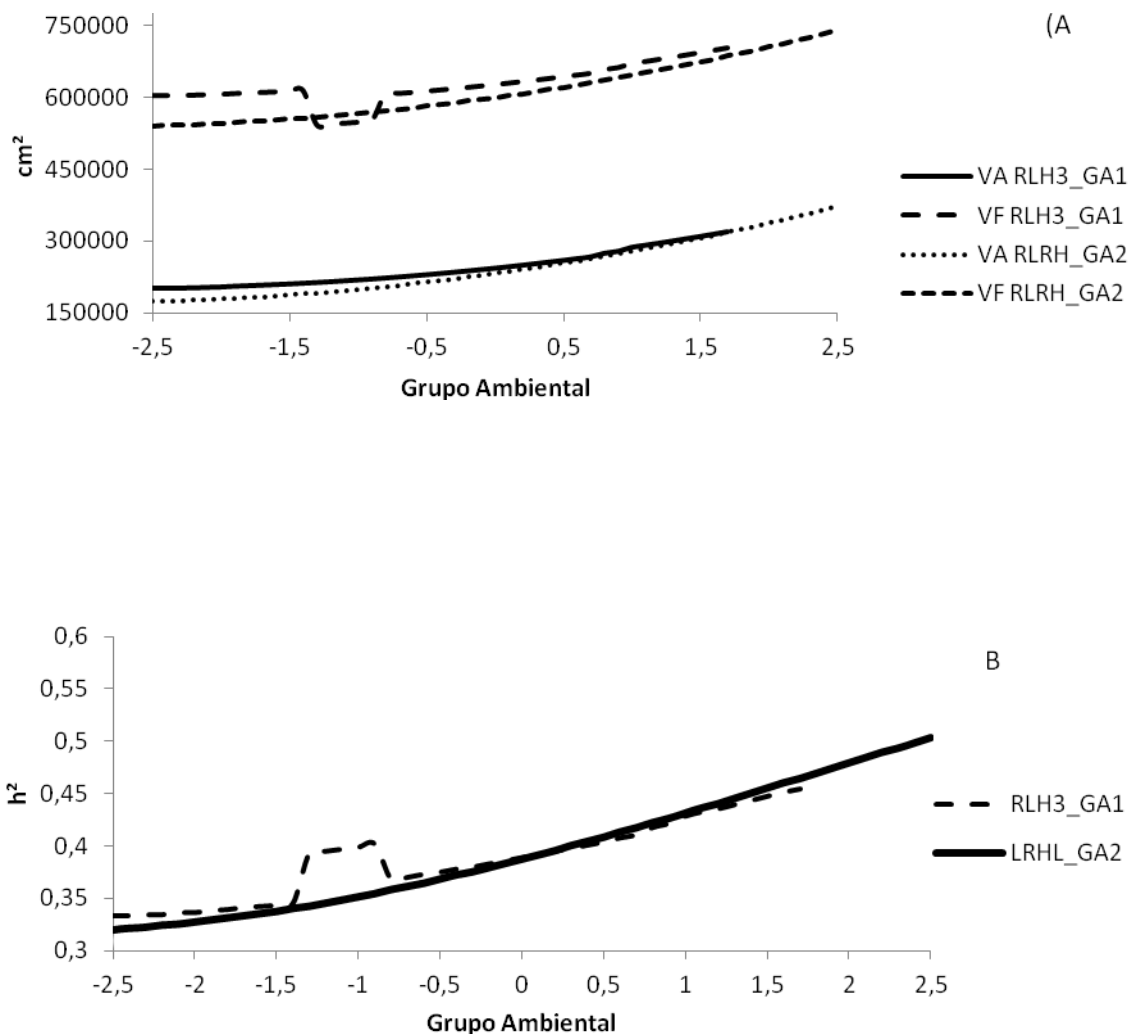 750000
(A
600000
450000
300000
150000
cm²
-2,5
-1,5
-0,5
0,5
1,5
2,5
Grupo Ambiental
VA RLH3_GA1
VF RLH3_GA1
VA RLRH_GA2
VF RLRH_GA2
0,6
B
0,55
0,5
0,45
0,4
0,35
0,3
h²
-2,5
-2
-1,5
-1
-0,5
0
0,5
1
1,5
2
2,5
Grupo Ambiental
RLH3_GA1
LRHL_GA2